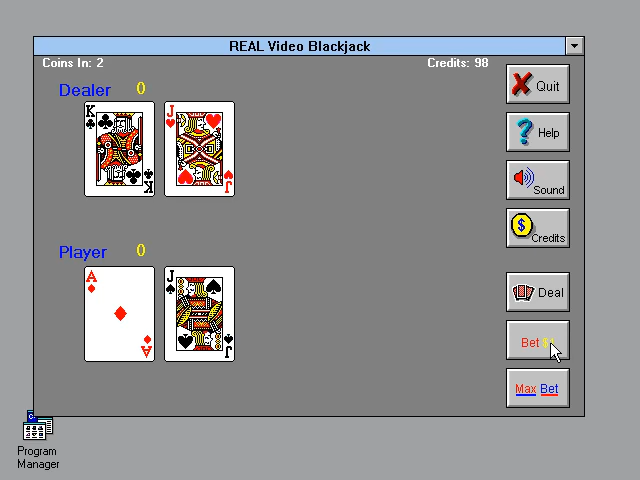 REAL Video Blackjack
Coins In: 2
Credits: 98
Dealer 0
K
K
J
J
Quit
Help
Sound
Credits
Player 0
A
A
J
J
Deal
Bet
Max Bet
Program
Manager